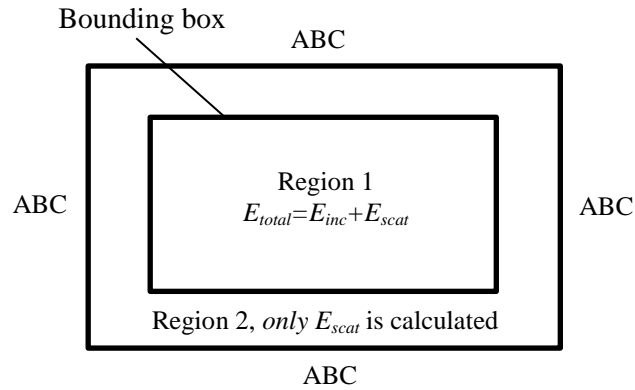 Bounding box
ABC
Region 1
E_total=E_inc+E_scat
ABC
ABC
Region 2, only E_scat is calculated
ABC